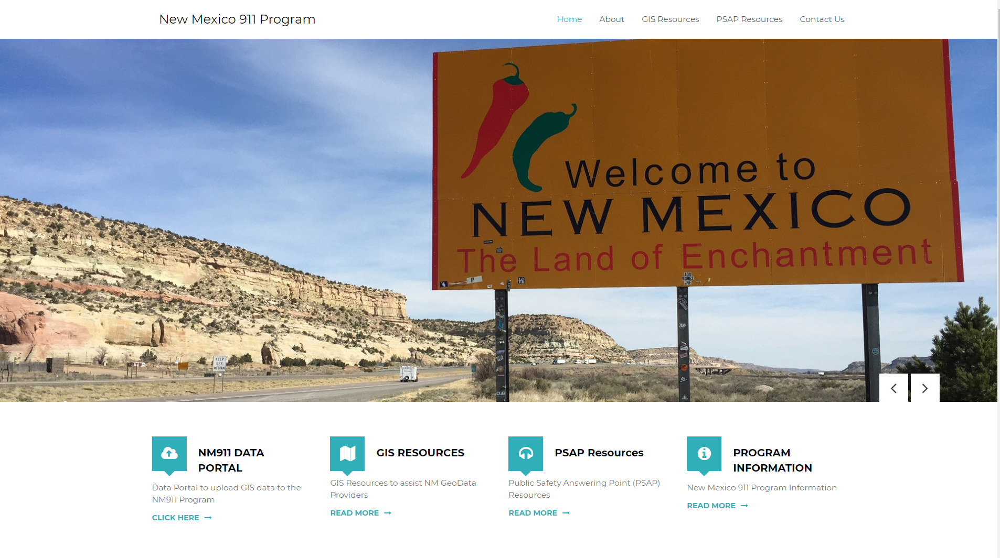 New Mexico 911 Program
Home About GIS Resources PSAP Resources Contact Us
Welcome to
NEW MEXICO
The Land of Enchantment
KEEP
OFF
MEDIAN
NM911 DATA
PORTAL
Data Portal to upload GIS data to the
NM911 Program
CLICK HERE
GIS RESOURCES
GIS Resources to assist NM GeoData
Providers
READ MORE
PSAP Resources
Public Safety Answering Point (PSAP)
Resources
READ MORE
PROGRAM
INFORMATION
New Mexico 911 Program Information
READ MORE